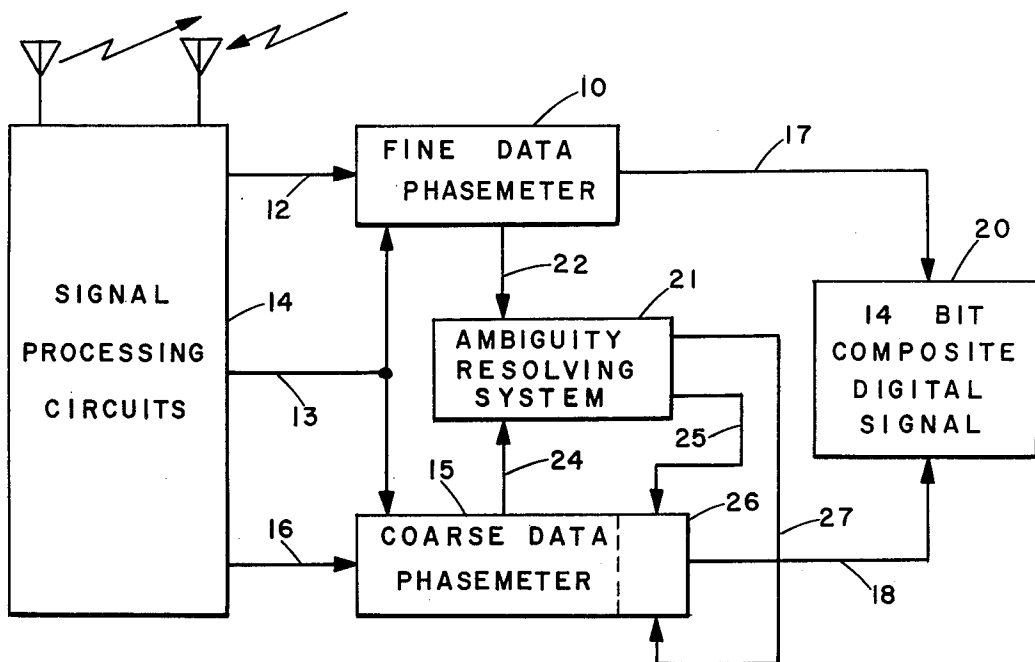 10
FINE DATA
PHASEMETER
17
12
22
20
SIGNAL
PROCESSING
CIRCUITS
14
13
21
AMBIGUITY
RESOLVING
SYSTEM
14 BIT
COMPOSITE
DIGITAL
SIGNAL
25
24
15
26
27
16
COARSE DATA
PHASEMETER
18